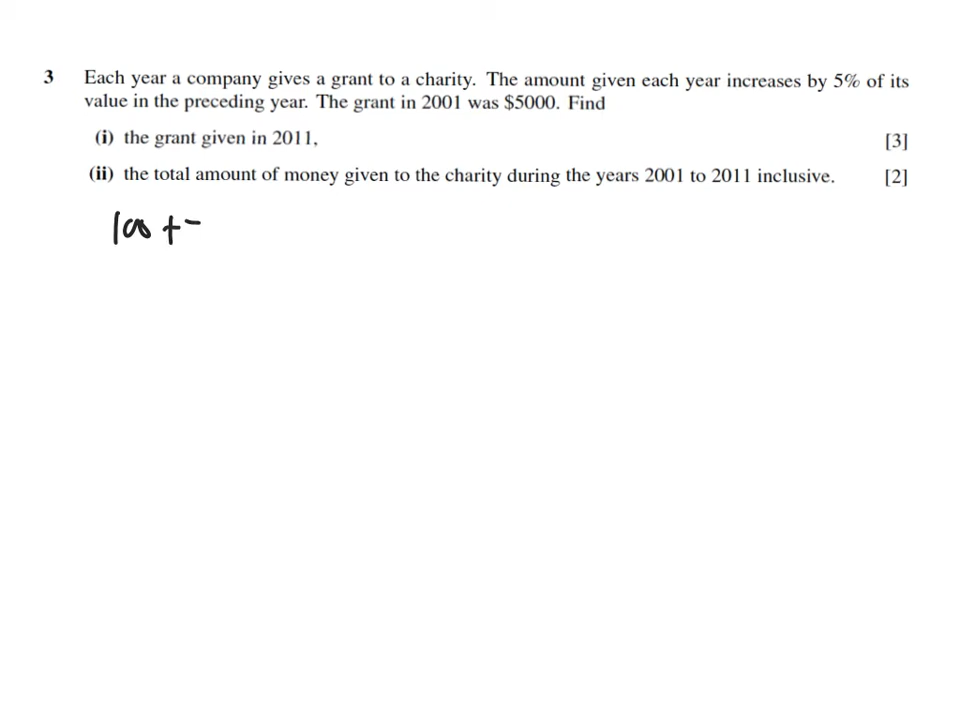 3 Each year a company gives a grant to a charity. The amount given each year increases by 5% of its
value in the preceding year. The grant in 2001 was $5000. Find
(i) the grant given in 2011, [3]
(ii) the total amount of money given to the charity during the years 2001 to 2011 inclusive. [2]
100 +